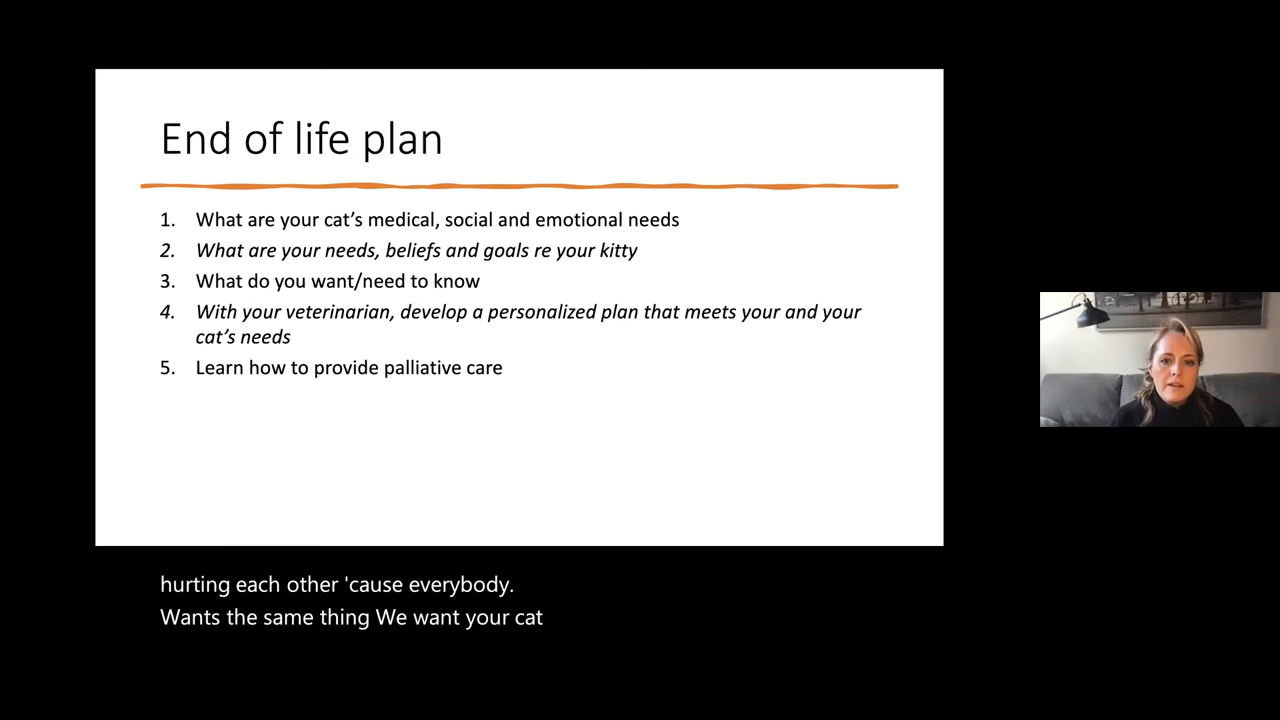 End of life plan
1. What are your cat's medical, social and emotional needs
2. What are your needs, beliefs and goals re your kitty
3. What do you want/need to know
4. With your veterinarian, develop a personalized plan that meets your and your
cat's needs
5. Learn how to provide palliative care
hurting each other 'cause everybody.
Wants the same thing We want your cat